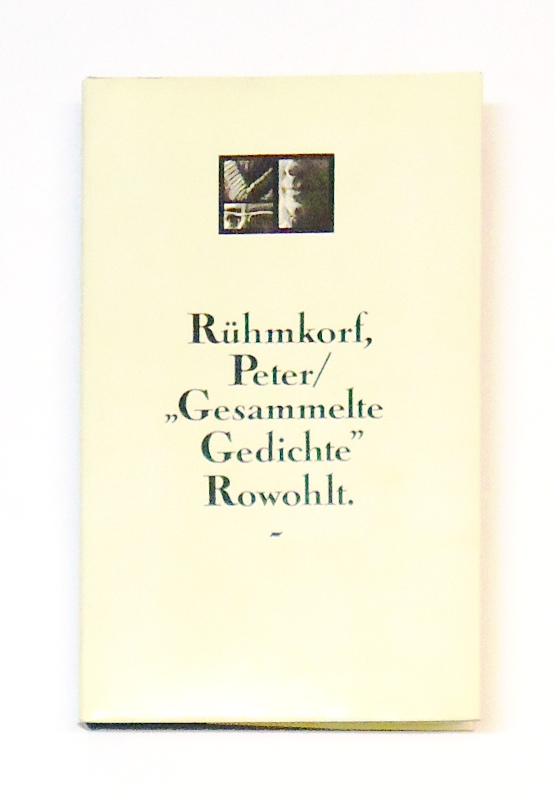 Rühmkorf,
Peter/
„Gesammelte
Gedichte”
Rowohlt.
~